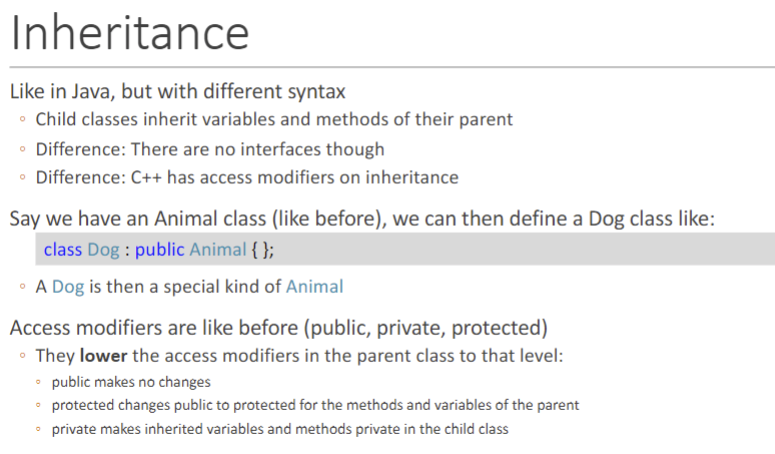 Inheritance
Like in Java, but with different syntax
◦ Child classes inherit variables and methods of their parent
◦ Difference: There are no interfaces though
◦ Difference: C++ has access modifiers on inheritance
Say we have an Animal class (like before), we can then define a Dog class like:
class Dog : public Animal { };
◦ A Dog is then a special kind of Animal
Access modifiers are like before (public, private, protected)
◦ They lower the access modifiers in the parent class to that level:
◦ public makes no changes
◦ protected changes public to protected for the methods and variables of the parent
◦ private makes inherited variables and methods private in the child class